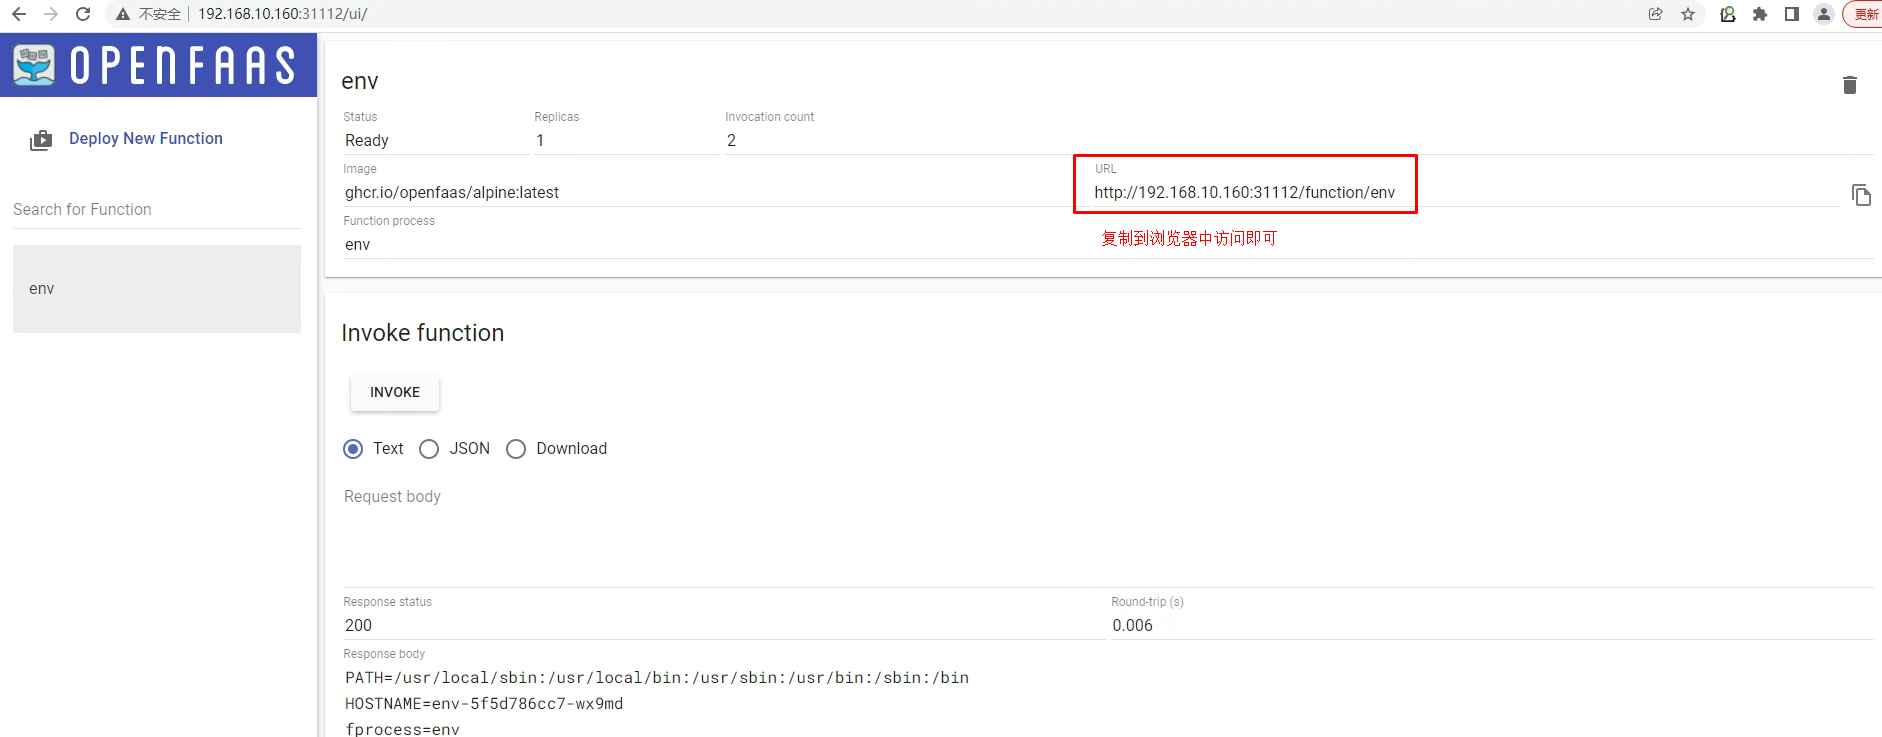 不安全 192.168.10.160:31112/ui/ 更新
OPENFAAS
Deploy New Function
Search for Function
env
env
Status Replicas Invocation count
Ready 1 2
Image URL
ghcr.io/openfaas/alpine:latest http://192.168.10.160:31112/function/env
Function process
env 复制到浏览器中访问即可
Invoke function
INVOKE
Text JSON Download
Request body
Response status Round-trip (s)
200 0.006
Response body
PATH=/usr/local/sbin:/usr/local/bin:/usr/sbin:/usr/bin:/sbin:/bin
HOSTNAME=env-5f5d786cc7-wx9md
fprocess=env